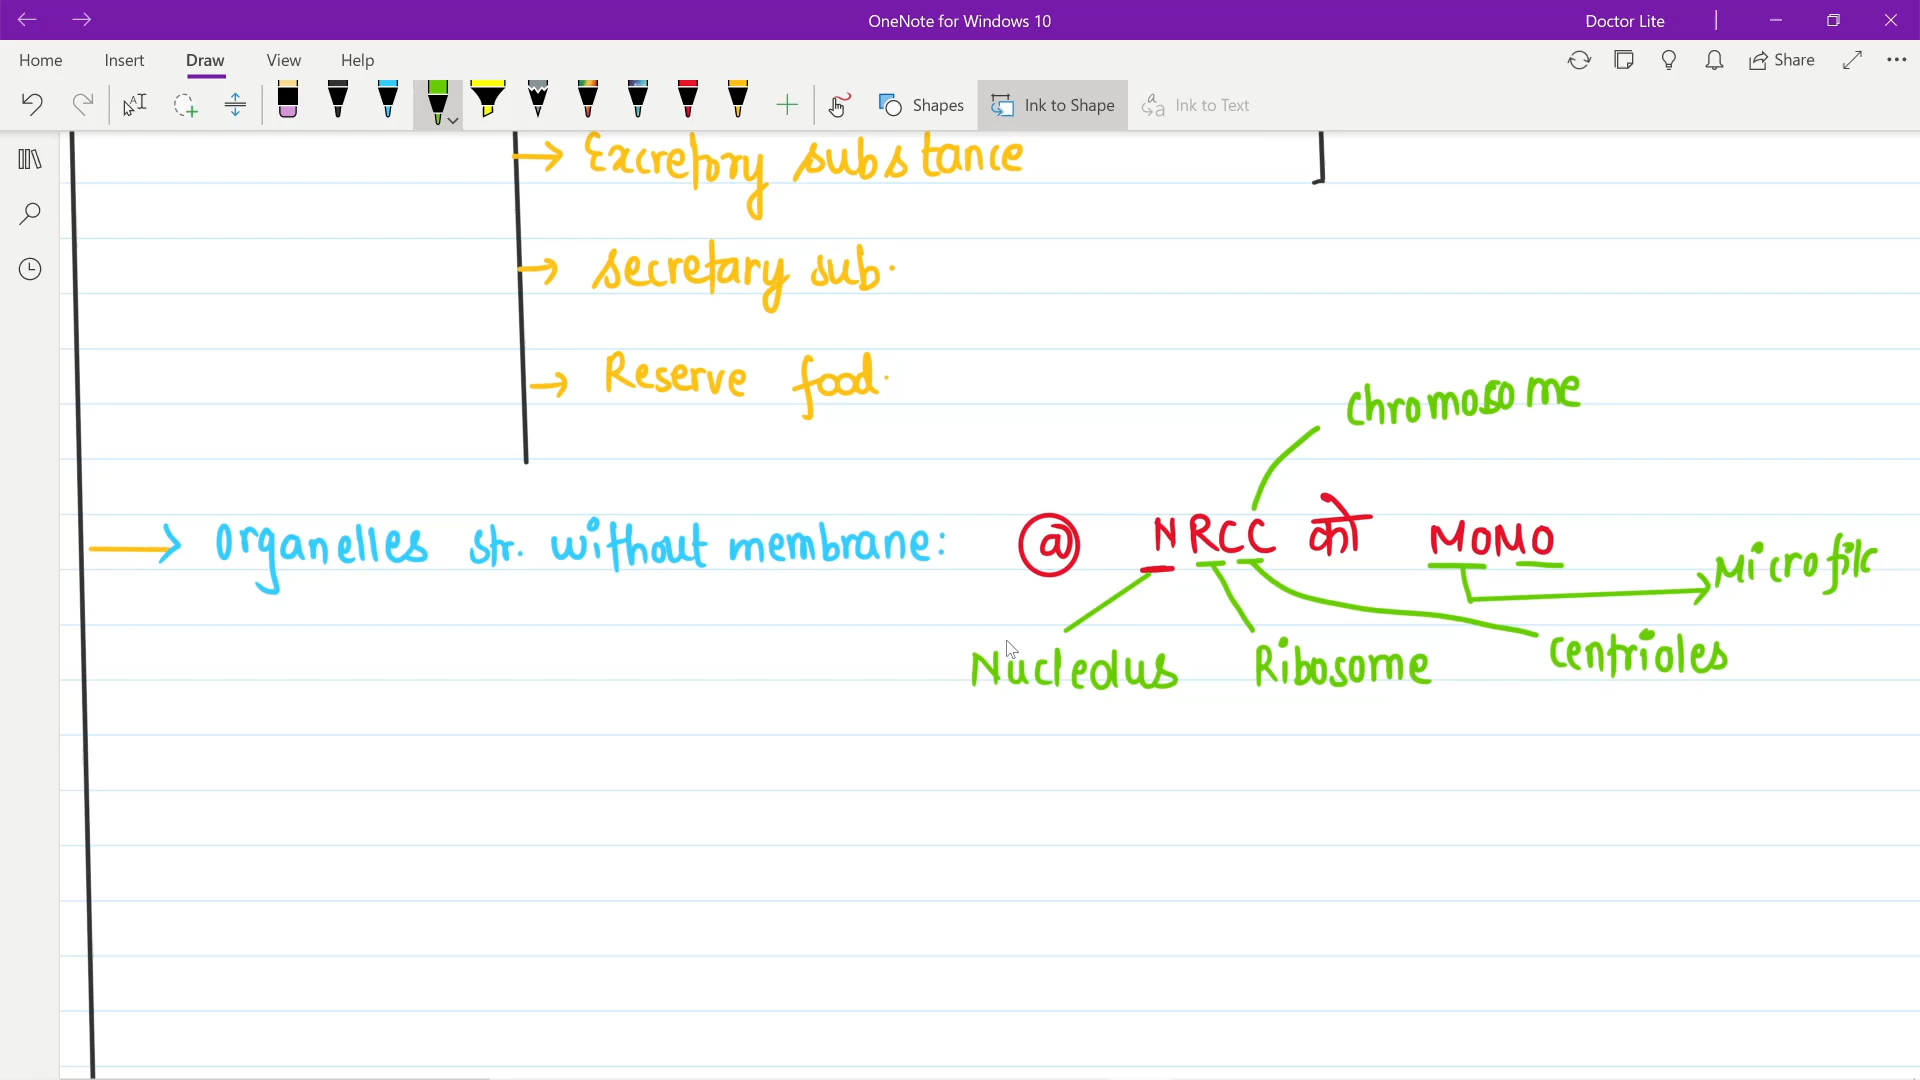 OneNote for Windows 10
Doctor Lite
Home Insert Draw View Help
Share
Shapes Ink to Shape Ink to Text
→ Excretory substance
→ secretary sub.
→ Reserve food.
chromosome
→ Organelles str. without membrane: @ NRCC को MOMO
Microfilc
Nucleolus Ribosome centrioles